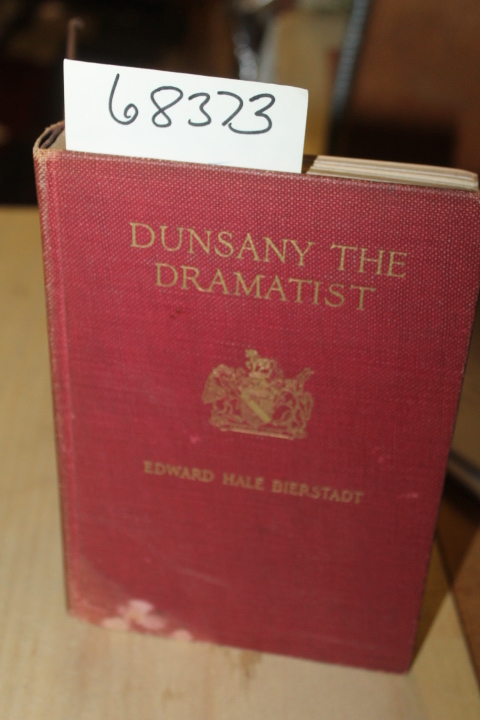 68323
DUNSANY THE
DRAMATIST
EDWARD HALE BIERSTADT